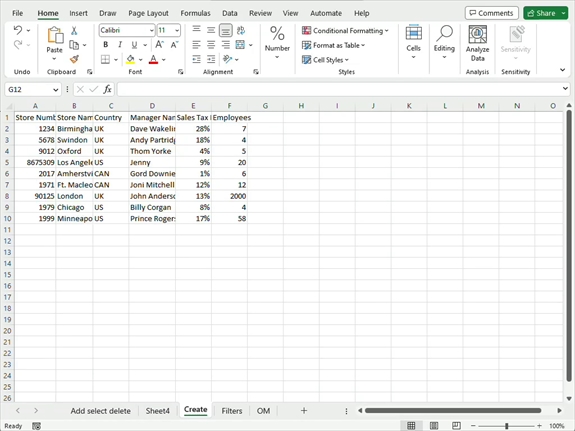 File Home Insert Draw Page Layout Formulas Data Review View Automate Help Comments Share
Paste Calibri 11 A A Number Conditional Formatting Cells Editing Analyze Data Sensitivity
B I U Format as Table
A Cell Styles
Undo Clipboard Font Alignment Styles Analysis Sensitivity
G12 fx
A B C D E F G H I J K L M N O
1 Store Numb Store Nam Country Manager Nam Sales Tax Employees
2 1234 Birmingha UK Dave Wakelin 28% 7
3 5678 Swindon UK Andy Partridg 18% 4
4 9012 Oxford UK Thom Yorke 4% 5
5 8675309 Los Angele US Jenny 9% 20
6 2017 Amherstvi CAN Gord Downie 1% 6
7 1971 Ft. Macleo CAN Joni Mitchell 12% 12
8 90125 London UK John Anderso 13% 2000
9 1979 Chicago US Billy Corgan 8% 4
10 1999 Minneapo US Prince Rogers 17% 58
11
12
13
14
15
16
17
18
19
20
21
22
23
24
25
26
Add select delete Sheet4 Create Filters OM +
Ready 100%